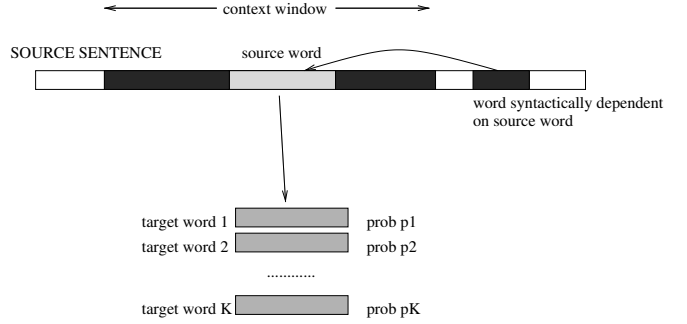 context window
SOURCE SENTENCE
source word
word syntactically dependent
on source word
target word 1
prob p1
target word 2
prob p2
............
target word K
prob pK